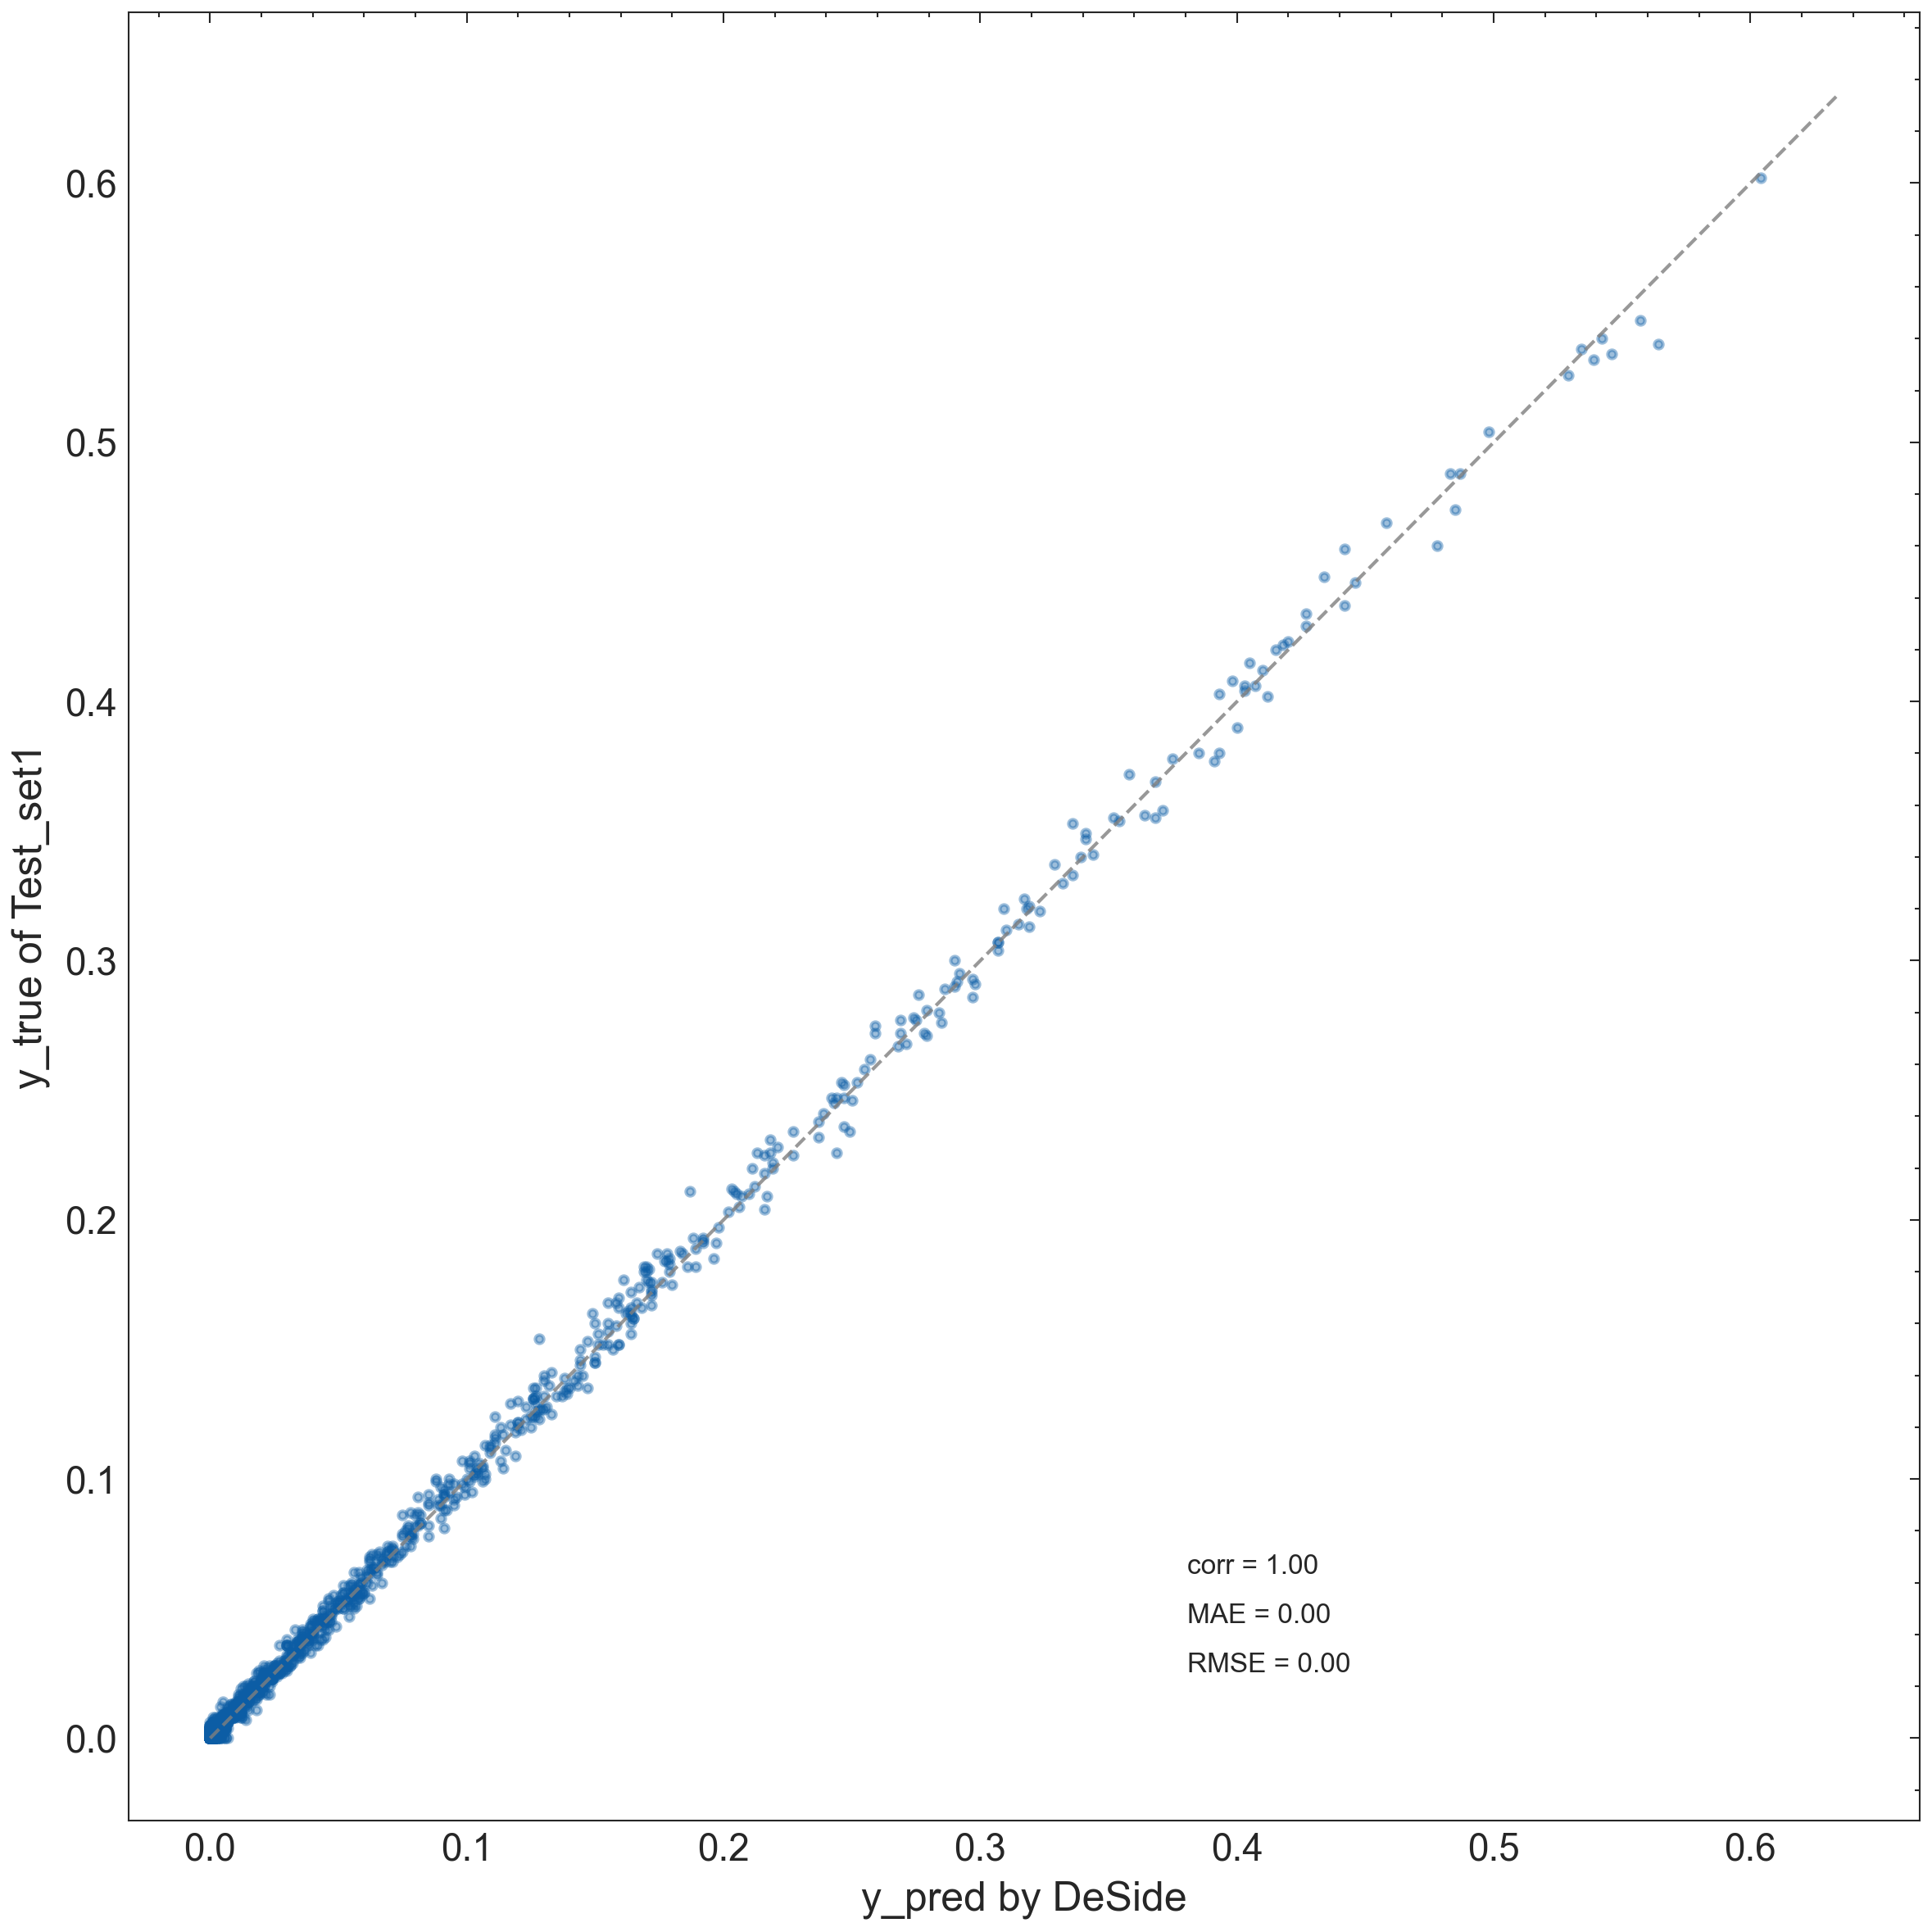 0.6
0.5
0.4
0.3
0.2
0.1
0.0
y_true of Test_set1
corr = 1.00
MAE = 0.00
RMSE = 0.00
0.0 0.1 0.2 0.3 0.4 0.5 0.6
y_pred by DeSide